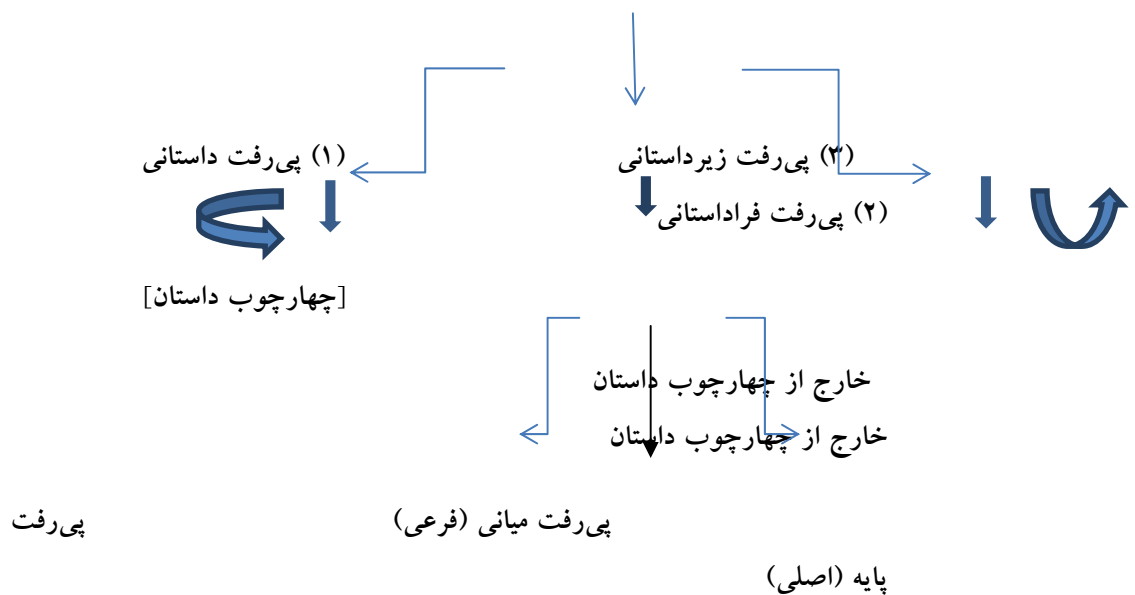 (۱) پی‌رفت داستانی
(۳) پی‌رفت زیرداستانی
(۲) پی‌رفت فراداستانی
[چهارچوب داستان]
خارج از چهارچوب داستان
خارج از چهارچوب داستان
پی‌رفت میانی (فرعی)
پی‌رفت
پایه (اصلی)